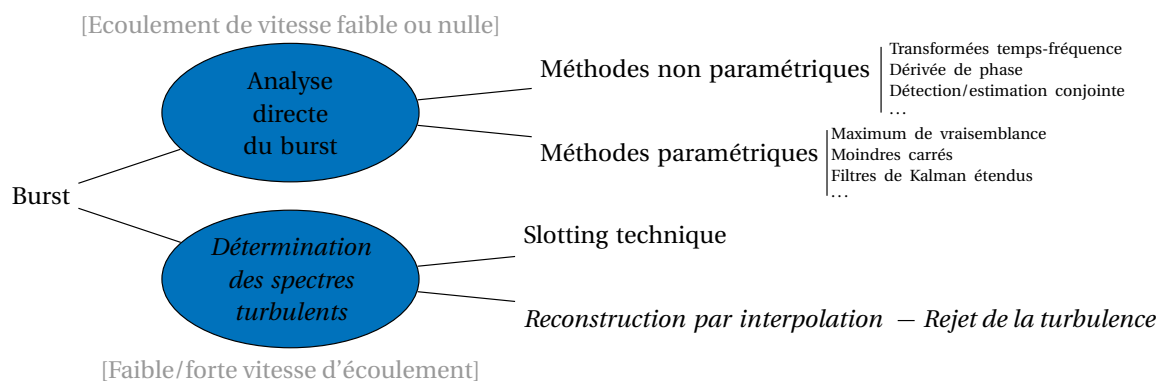 [Ecoulement de vitesse faible ou nulle]
Analyse
directe
du burst
Méthodes non paramétriques
Transformées temps-fréquence
Dérivée de phase
Détection/estimation conjointe
…
Méthodes paramétriques
Maximum de vraisemblance
Moindres carrés
Filtres de Kalman étendus
…
Burst
Détermination
des spectres
turbulents
Slotting technique
Reconstruction par interpolation — Rejet de la turbulence
[Faible/forte vitesse d'écoulement]